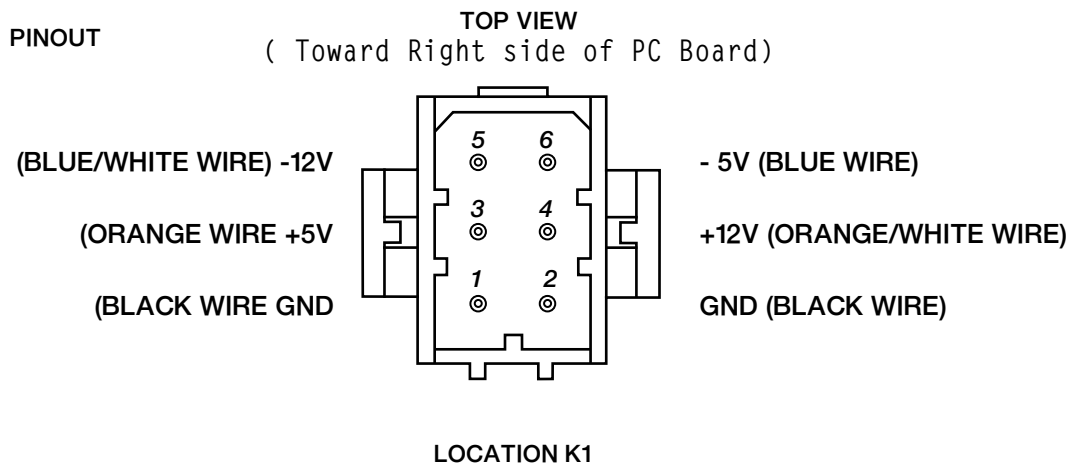 PINOUT
TOP VIEW
( Toward Right side of PC Board)
5 6
(BLUE/WHITE WIRE) -12V
- 5V (BLUE WIRE)
3 4
(ORANGE WIRE +5V
+12V (ORANGE/WHITE WIRE)
1 2
(BLACK WIRE GND
GND (BLACK WIRE)
LOCATION K1